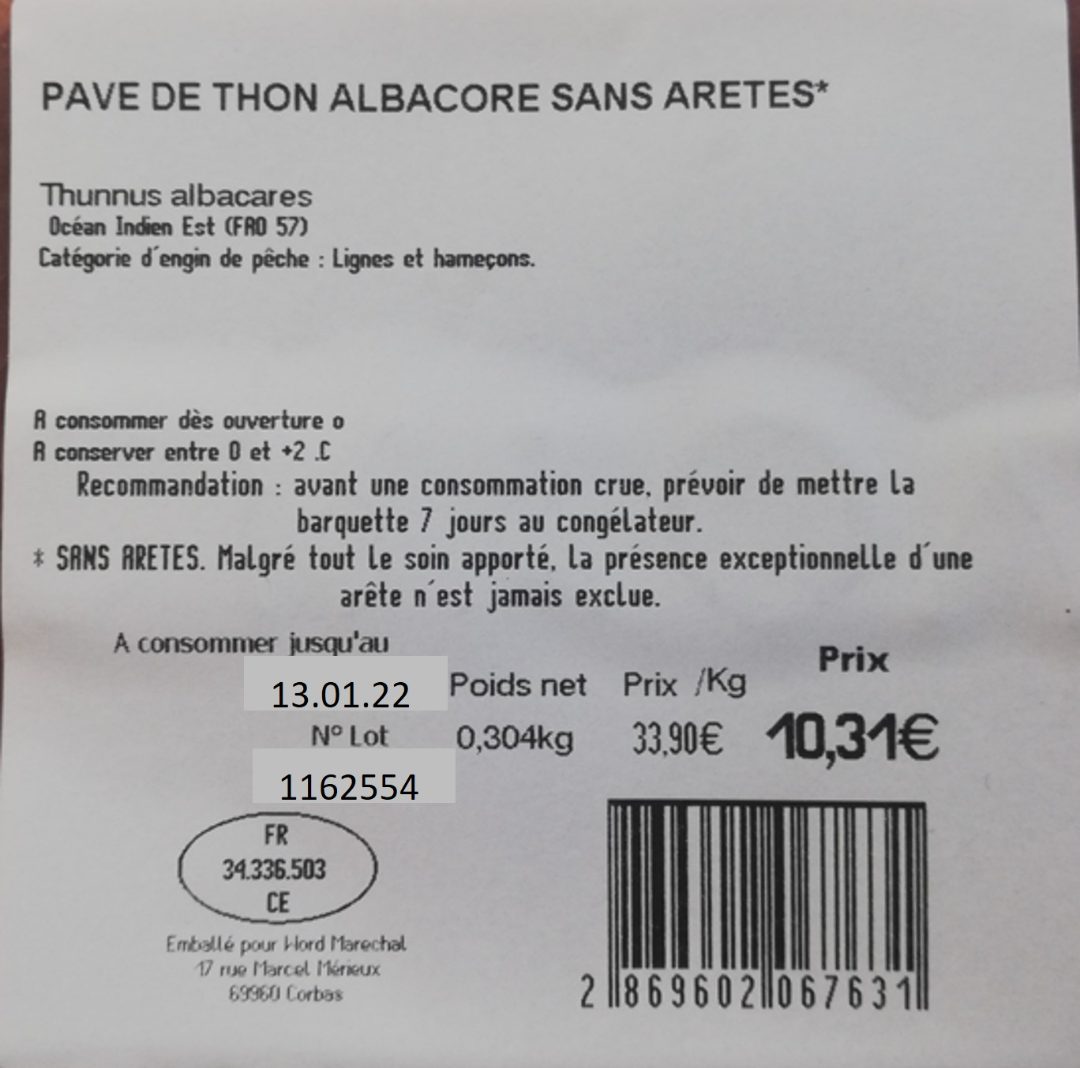 PAVE DE THON ALBACORE SANS ARETES*
Thunnus albacares
Océan Indien Est (FAO 57)
Catégorie d'engin de pêche : Lignes et hameçons.
A consommer dès ouverture o
A conserver entre 0 et +2 .C
Recommandation : avant une consommation crue, prévoir de mettre la
barquette 7 jours au congélateur.
* SANS ARETES. Malgré tout le soin apporté, la présence exceptionnelle d'une
arête n'est jamais exclue.
A consommer jusqu'au
13.01.22
N° Lot
1162554
Poids net
0,304kg
Prix /Kg
33,90€
Prix
10,31€
FR
34.336.503
CE
Emballé pour Hord Marechal
17 rue Marcel Mérieux
69960 Corbas
2 869602 067631